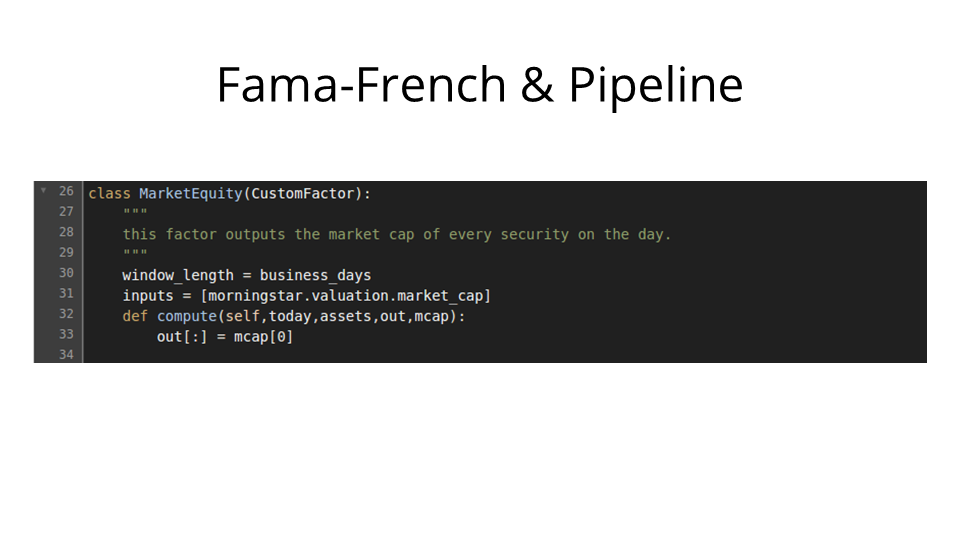 Fama-French & Pipeline
26 class MarketEquity(CustomFactor):
27     """
28     this factor outputs the market cap of every security on the day.
29     """
30     window_length = business_days
31     inputs = [morningstar.valuation.market_cap]
32     def compute(self,today,assets,out,mcap):
33         out[:] = mcap[0]
34